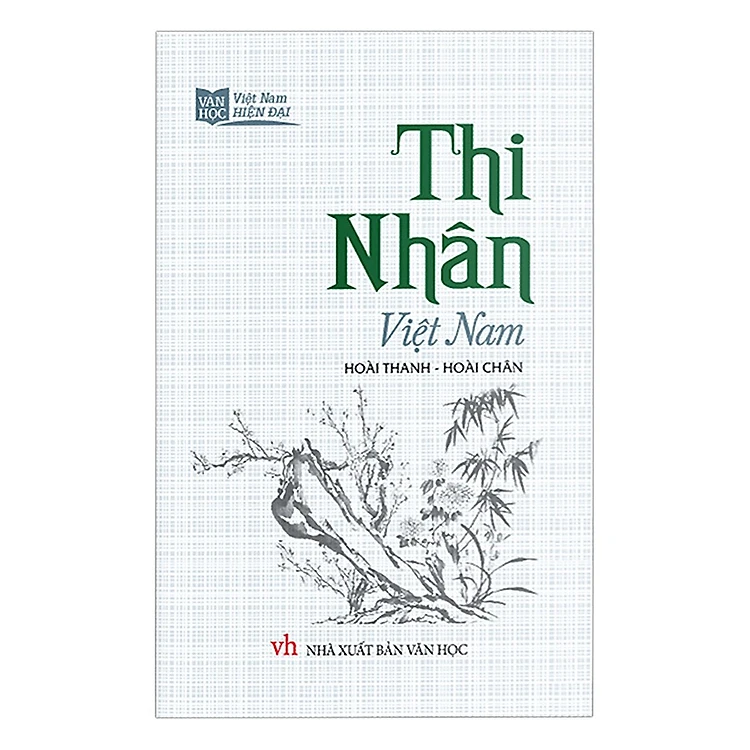 VĂN HỌC
Việt Nam
HIỆN ĐẠI
Thi
Nhân
Việt Nam
HOÀI THANH - HOÀI CHÂN
vh NHÀ XUẤT BẢN VĂN HỌC